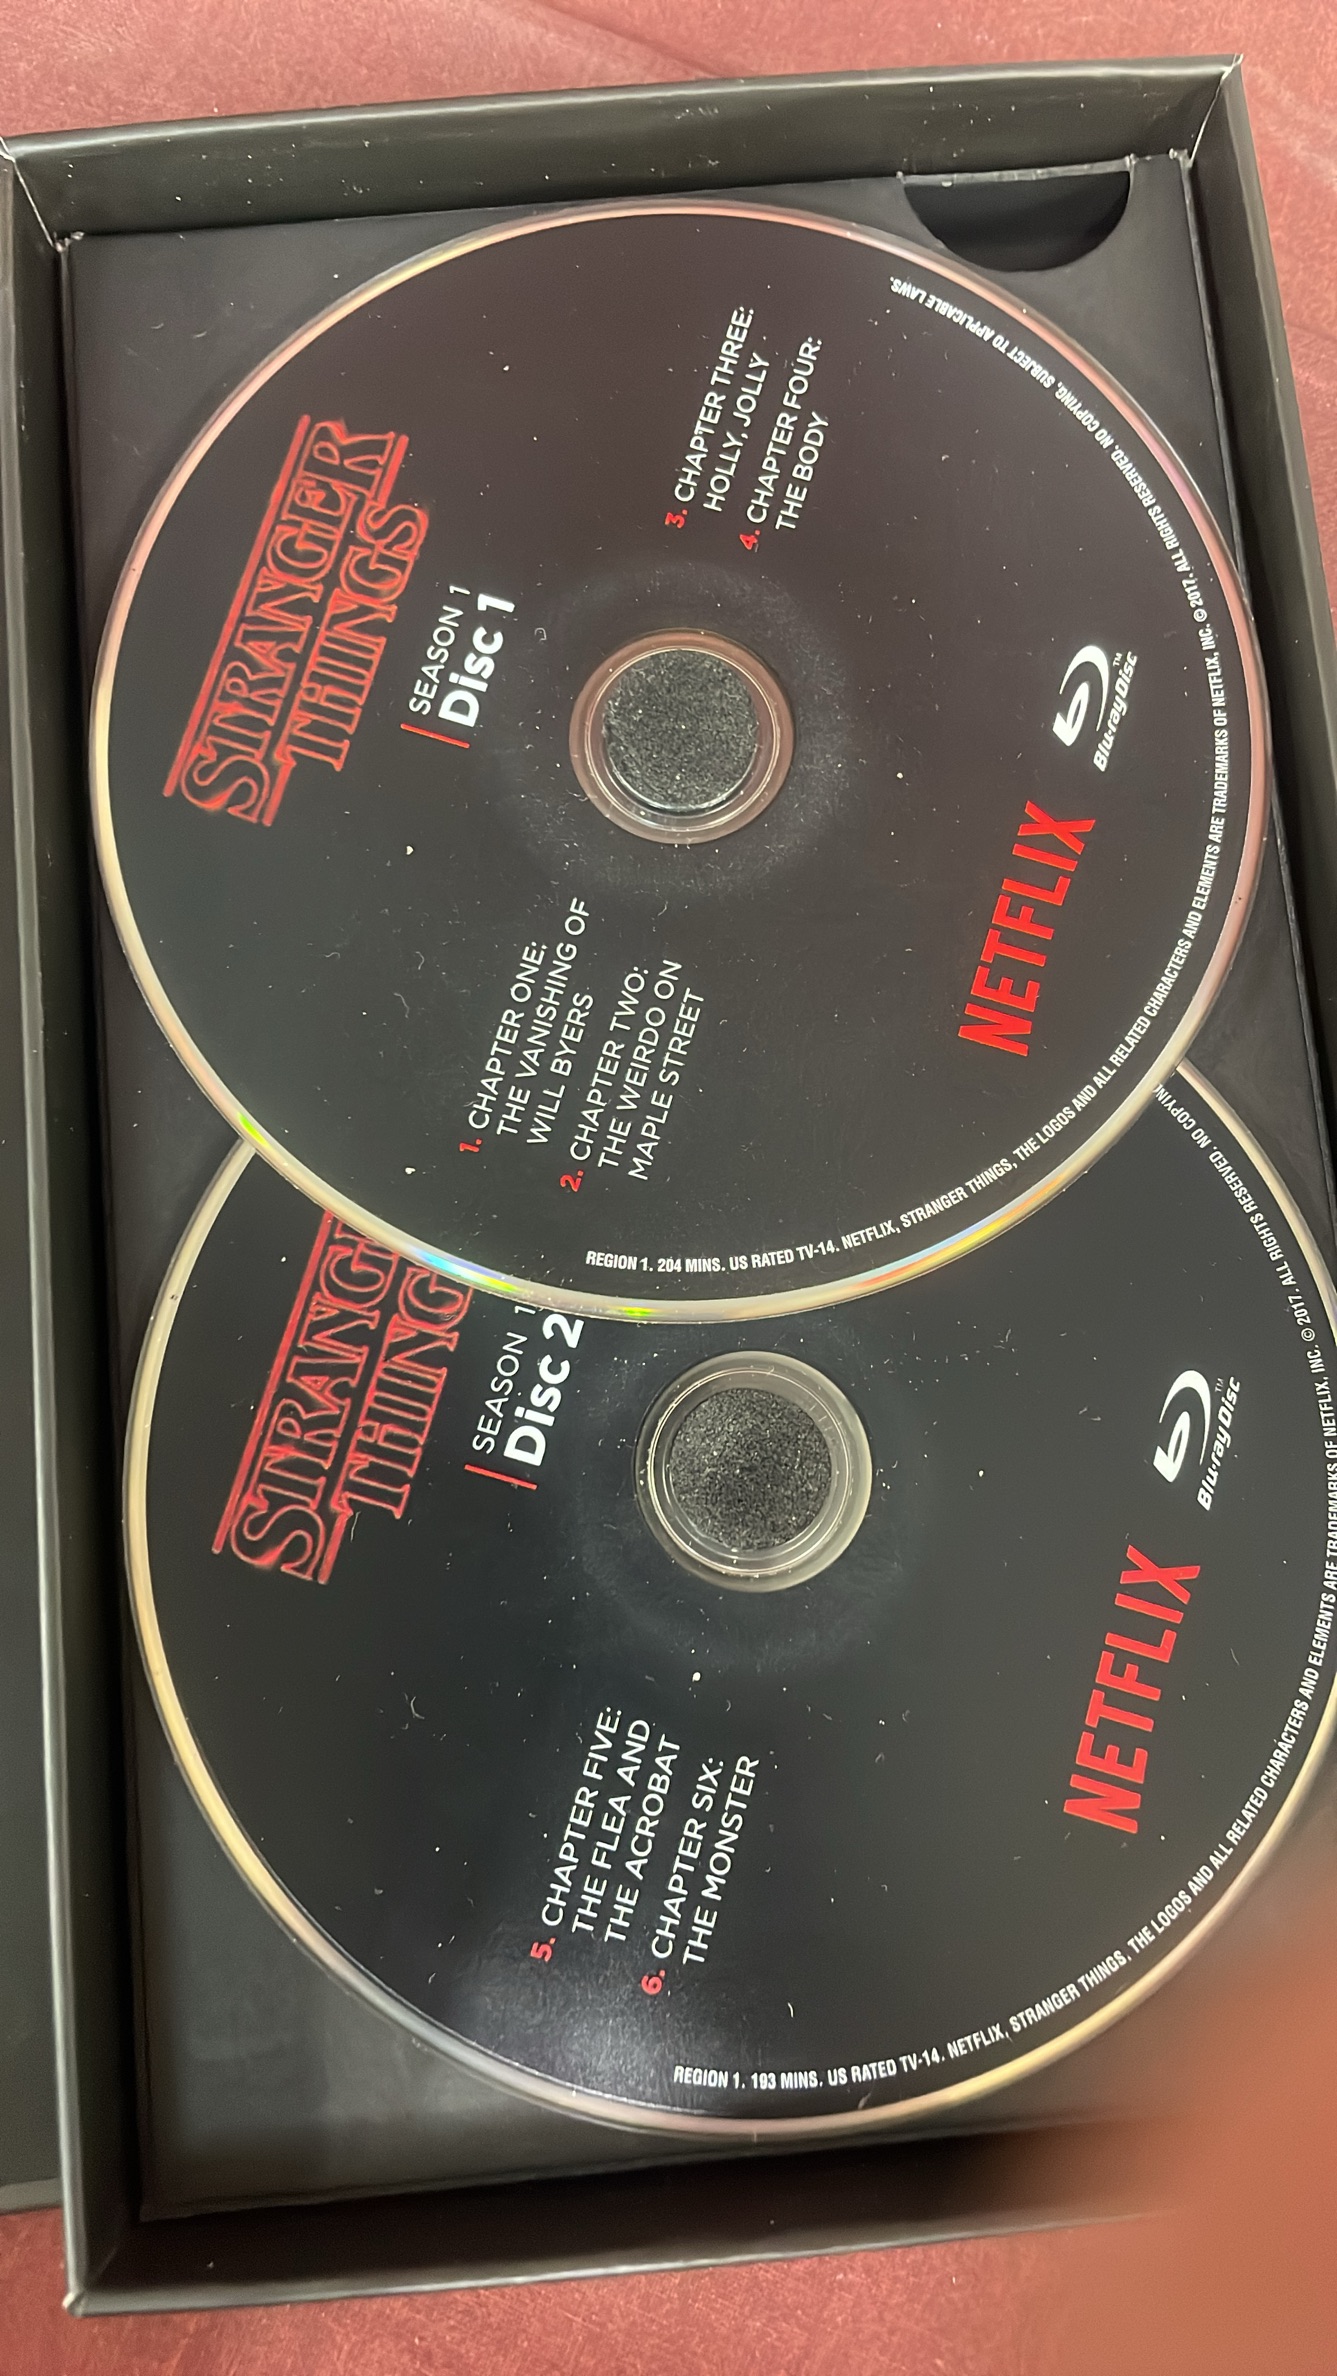 STRANGER
THINGS
SEASON 1
Disc 1
1. CHAPTER ONE:
THE VANISHING OF
WILL BYERS
2. CHAPTER TWO:
THE WEIRDO ON
MAPLE STREET
3. CHAPTER THREE:
HOLLY, JOLLY
4. CHAPTER FOUR:
THE BODY
NETFLIX
Blu-ray Disc™
REGION 1. 204 MINS. US RATED TV-14. NETFLIX, STRANGER THINGS, THE LOGOS AND ALL RELATED CHARACTERS AND ELEMENTS ARE TRADEMARKS OF NETFLIX, INC. © 2017. ALL RIGHTS RESERVED. NO COPYING, SUBJECT TO APPLICABLE LAWS.
STRANG
THING
SEASON 1
Disc 2
5. CHAPTER FIVE:
THE FLEA AND
THE ACROBAT
6. CHAPTER SIX:
THE MONSTER
NETFLIX
Blu-ray Disc™
REGION 1. 193 MINS. US RATED TV-14. NETFLIX, STRANGER THINGS, THE LOGOS AND ALL RELATED CHARACTERS AND ELEMENTS ARE TRADEMARKS OF NETFLIX, INC. © 2017. ALL RIGHTS RESERVED. NO COPYIN